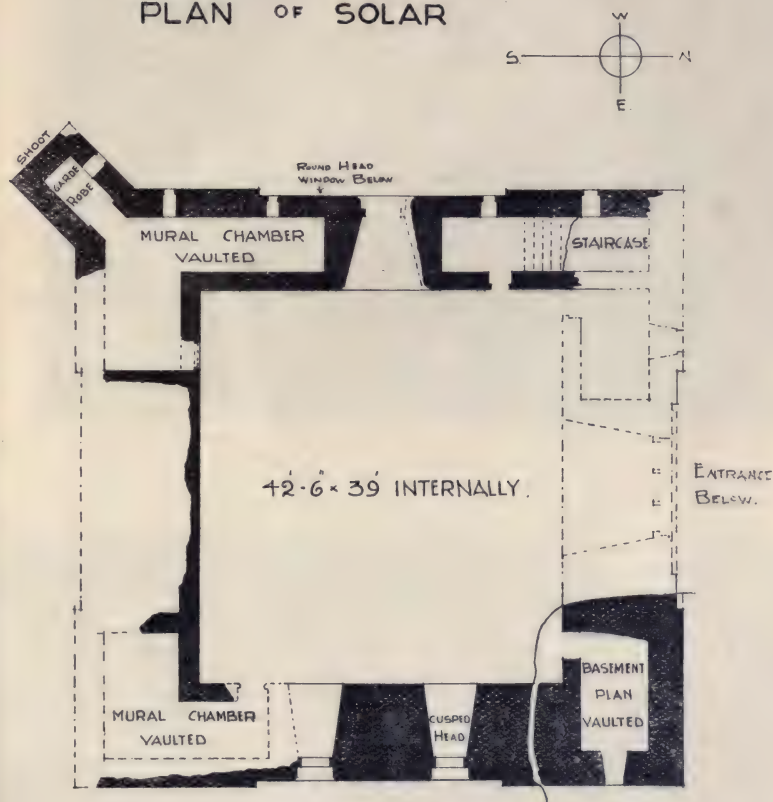 PLAN OF SOLAR
W
S. N
E.
SHOOT
GARDE
ROBE
ROUND HEAD
WINDOW BELOW
MURAL CHAMBER
VAULTED
STAIRCASE
42'-6" × 39' INTERNALLY.
ENTRANCE
BELOW.
MURAL CHAMBER
VAULTED
CUSPED
HEAD
BASEMENT
PLAN
VAULTED